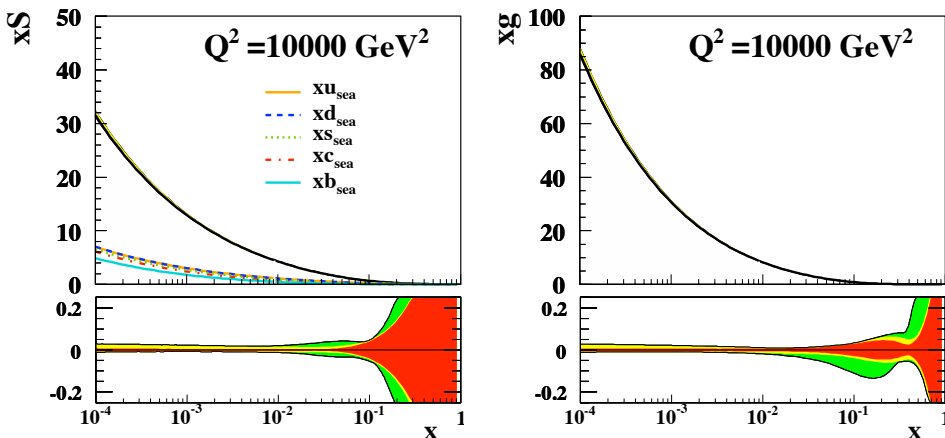 xS
50
40
30
20
10
0
Q² =10000 GeV²
xu_sea
xd_sea
xs_sea
xc_sea
xb_sea
0.2
0
-0.2
10⁻⁴ 10⁻³ 10⁻² 10⁻¹ 1
x
xg
100
80
60
40
20
0
Q² =10000 GeV²
0.2
0
-0.2
10⁻⁴ 10⁻³ 10⁻² 10⁻¹ 1
x